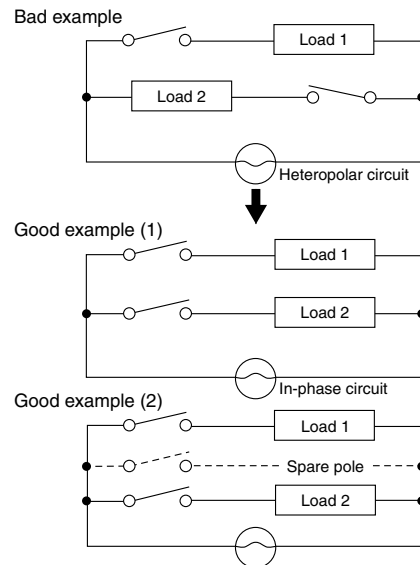 Bad example
Load 1
Load 2
Heteropolar circuit
Good example (1)
Load 1
Load 2
In-phase circuit
Good example (2)
Load 1
Spare pole
Load 2